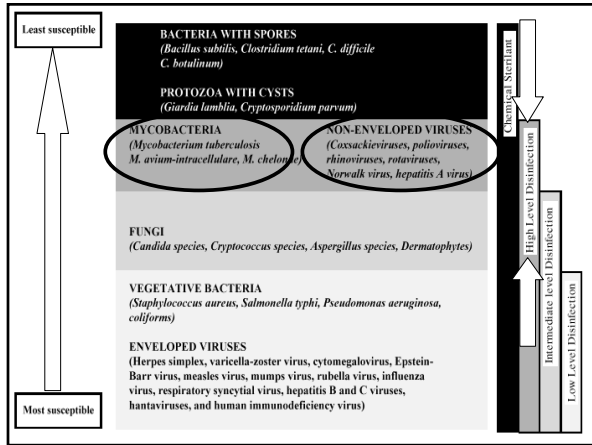 Least susceptible
BACTERIA WITH SPORES
(Bacillus subtilis, Clostridium tetani, C. difficile
C. botulinum)
PROTOZOA WITH CYSTS
(Giardia lamblia, Cryptosporidium parvum)
MYCOBACTERIA
(Mycobacterium tuberculosis
M. avium-intracellulare, M. chelonae)
NON-ENVELOPED VIRUSES
(Coxsackieviruses, polioviruses,
rhinoviruses, rotaviruses,
Norwalk virus, hepatitis A virus)
FUNGI
(Candida species, Cryptococcus species, Aspergillus species, Dermatophytes)
VEGETATIVE BACTERIA
(Staphylococcus aureus, Salmonella typhi, Pseudomonas aeruginosa,
coliforms)
ENVELOPED VIRUSES
(Herpes simplex, varicella-zoster virus, cytomegalovirus, Epstein-
Barr virus, measles virus, mumps virus, rubella virus, influenza
virus, respiratory syncytial virus, hepatitis B and C viruses,
hantaviruses, and human immunodeficiency virus)
Most susceptible
Chemical Sterilant
High Level Disinfection
Intermediate level Disinfection
Low Level Disinfection